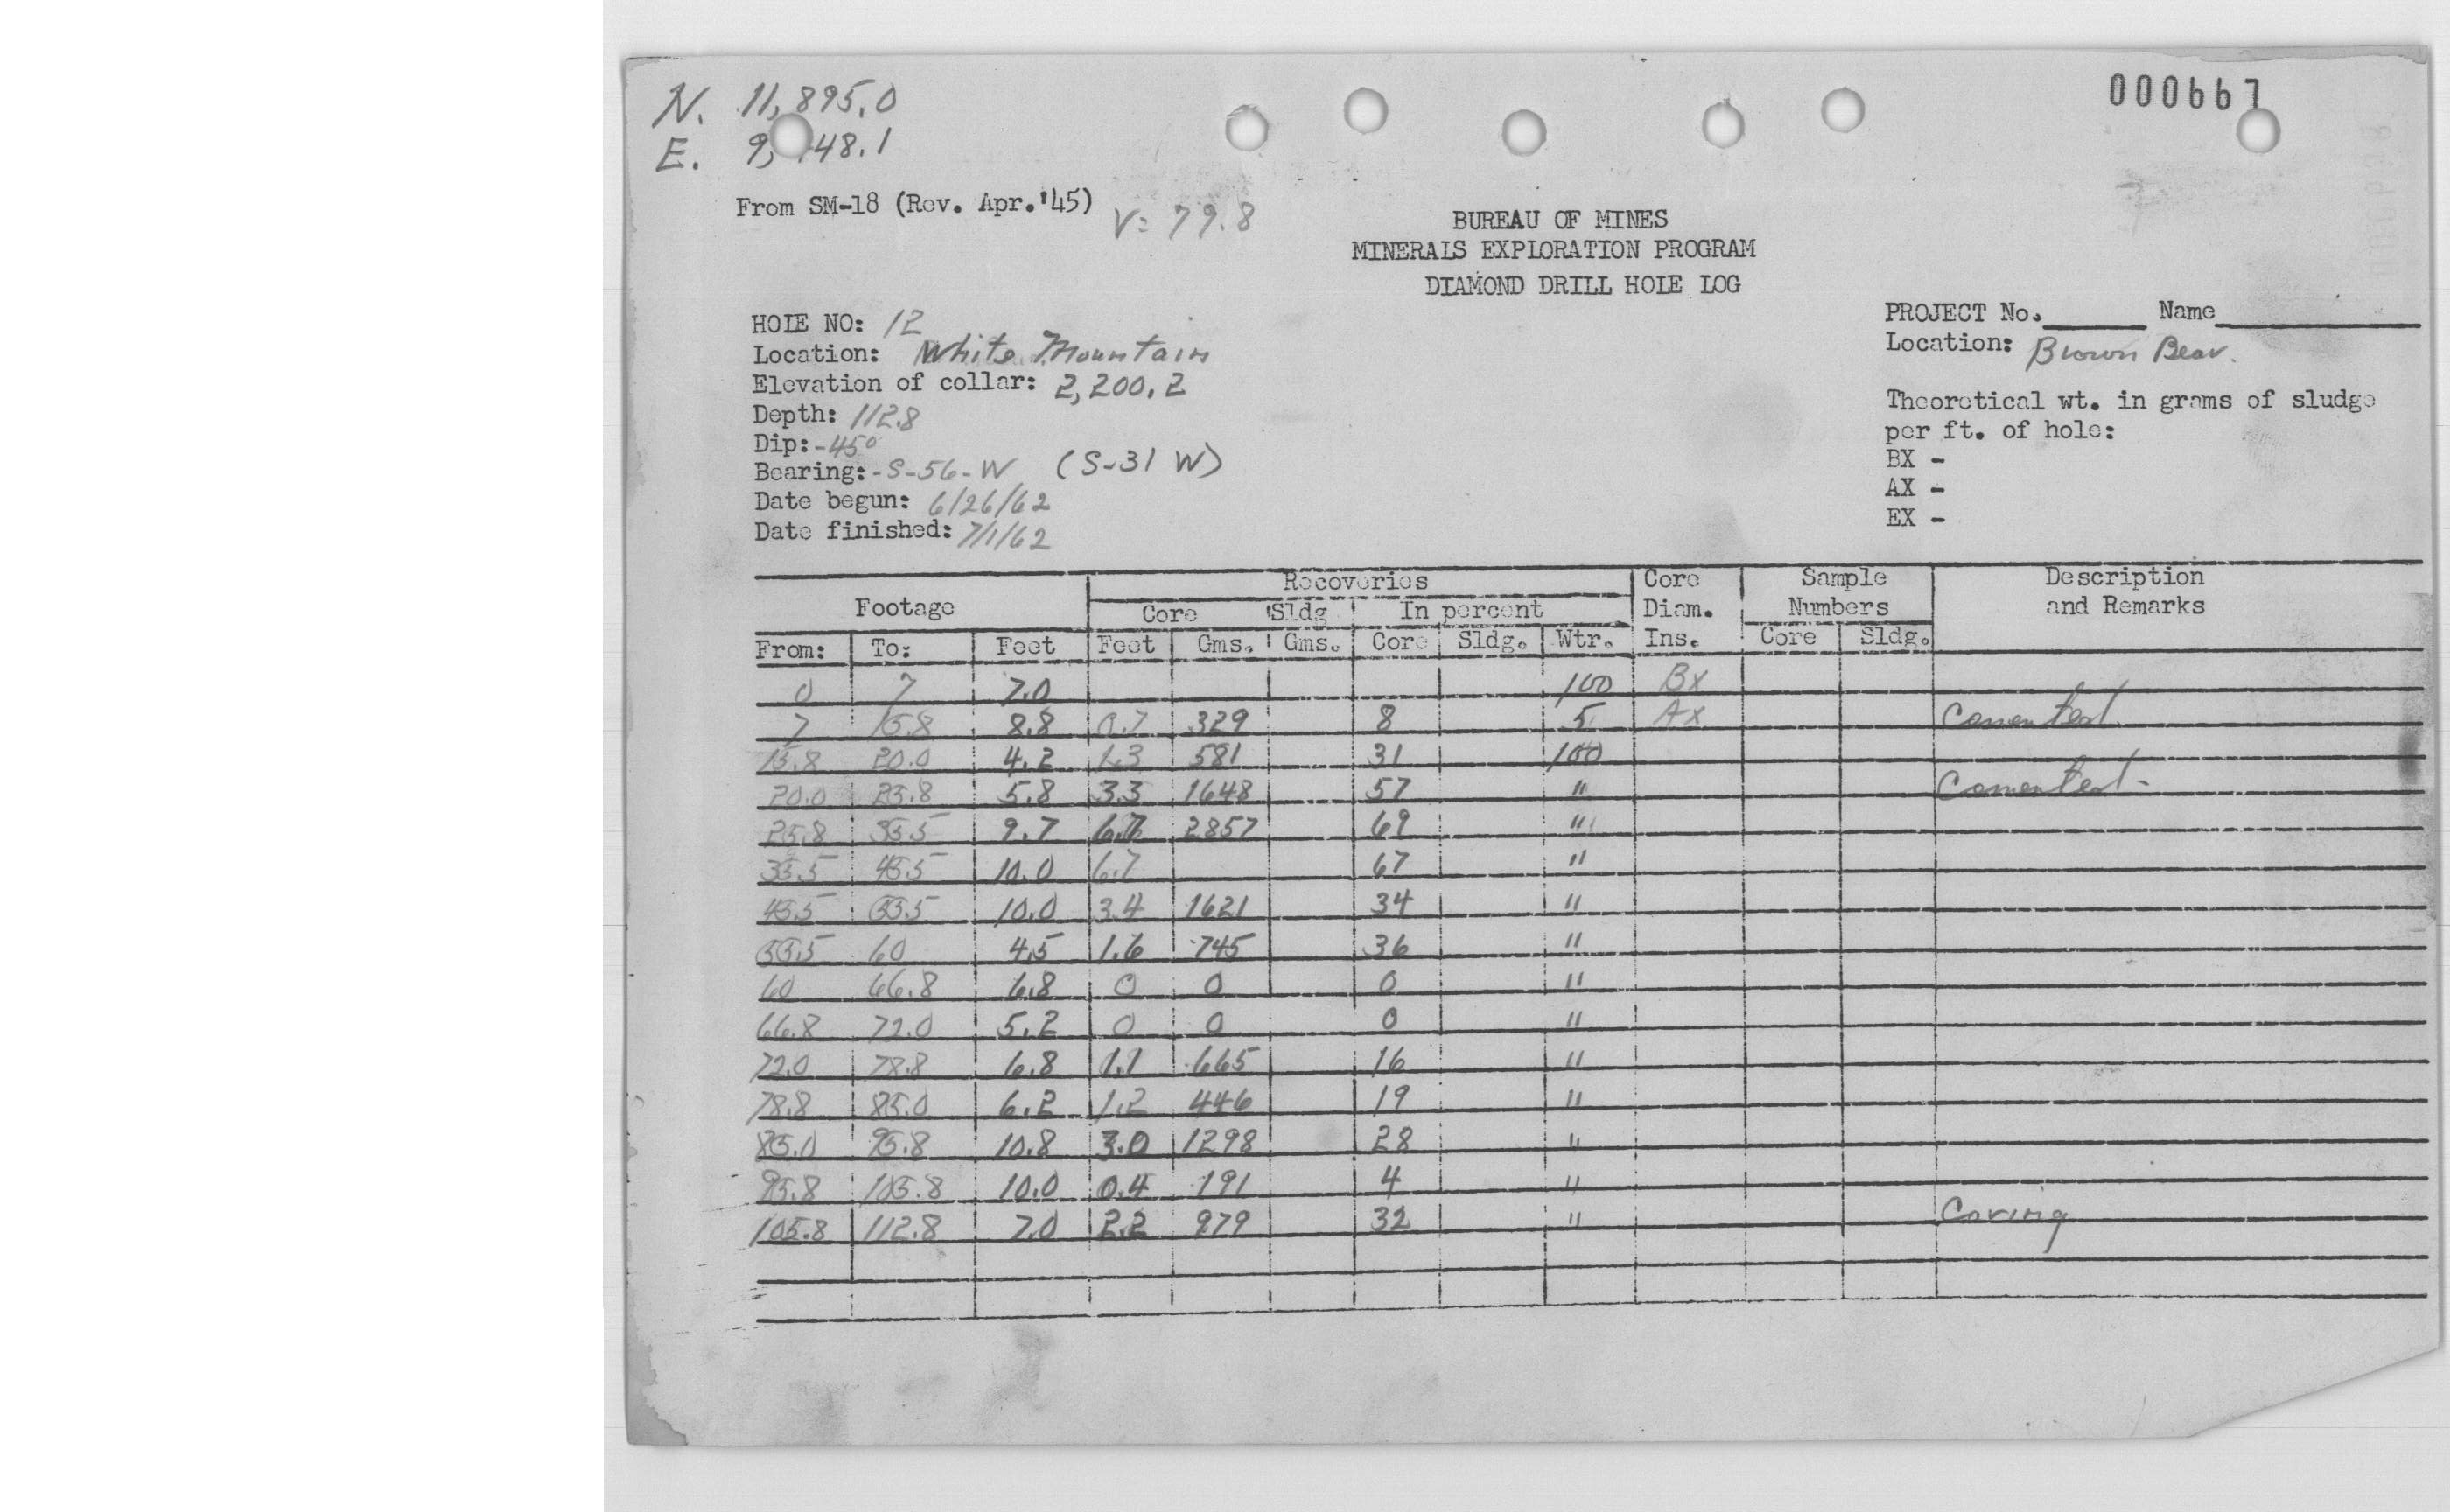 000667
N. 11,895.0
E. 9, 48.1
From SM-18 (Rev. Apr.'45) V= 79.8
BUREAU OF MINES
MINERALS EXPLORATION PROGRAM
DIAMOND DRILL HOLE LOG
HOLE NO: 12
Location: White Mountain
Elevation of collar: 2,200.2
Depth: 112.8
Dip: -45°
Bearing: -S-56-W (S-31 W)
Date begun: 6/26/62
Date finished: 7/1/62
PROJECT No. Name
Location: Brown Bear.
Theoretical wt. in grams of sludge
per ft. of hole:
BX -
AX -
EX -
Footage Recoveries Core Diam. Ins. Sample Numbers Description and Remarks
Core Sldg In percent
From: To: Feet Feet Gms. Gms. Core Sldg. Wtr. Core Sldg.
0 7 7.0 100 BX
7 15.8 8.8 0.7 329 8 5 AX Cemented
15.8 20.0 4.2 1.3 581 31 100
20.0 25.8 5.8 3.3 1648 57 " Cemented-
25.8 35.5 9.7 6.7 2857 69 "
35.5 45.5 10.0 6.7 67 "
45.5 55.5 10.0 3.4 1621 34 "
55.5 60 4.5 1.6 745 36 "
60 66.8 6.8 0 0 0 "
66.8 72.0 5.2 0 0 0 "
72.0 78.8 6.8 1.1 665 16 "
78.8 85.0 6.2 1.2 446 19 "
85.0 95.8 10.8 3.0 1298 28 "
95.8 105.8 10.0 0.4 191 4 "
105.8 112.8 7.0 2.2 979 32 " Caving